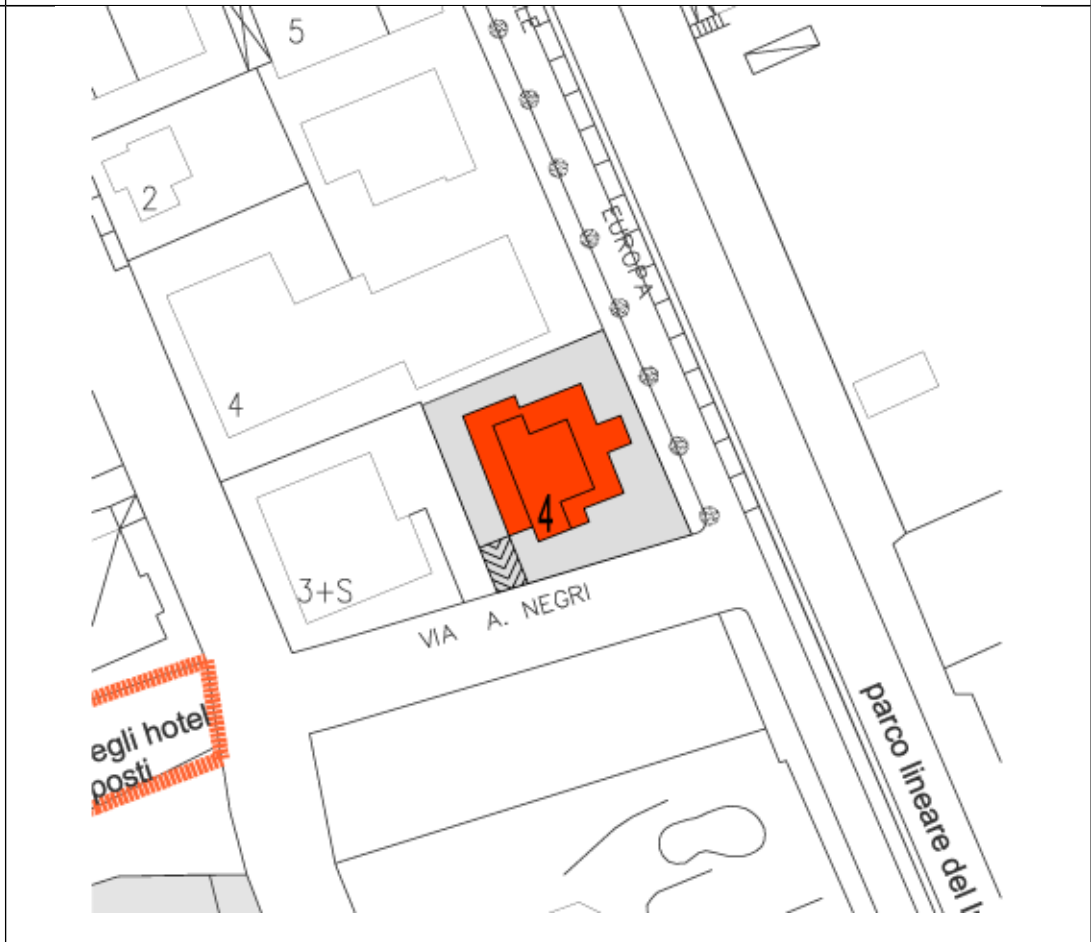 5
2
EUROPA
4
4
3+S
VIA A. NEGRI
egli hotel
posti
parco lineare del l